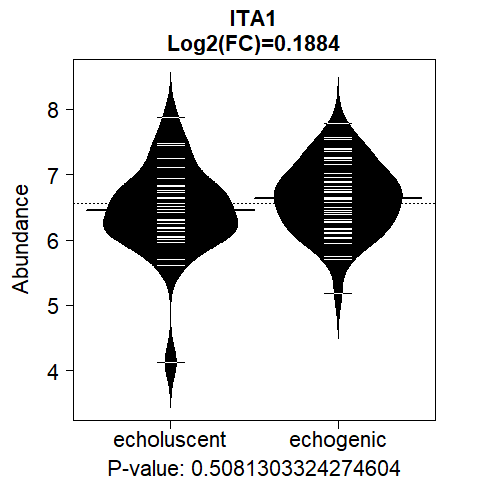 ITA1
Log2(FC)=0.1884
Abundance
8
7
6
5
4
echoluscent echogenic
P-value: 0.5081303324274604